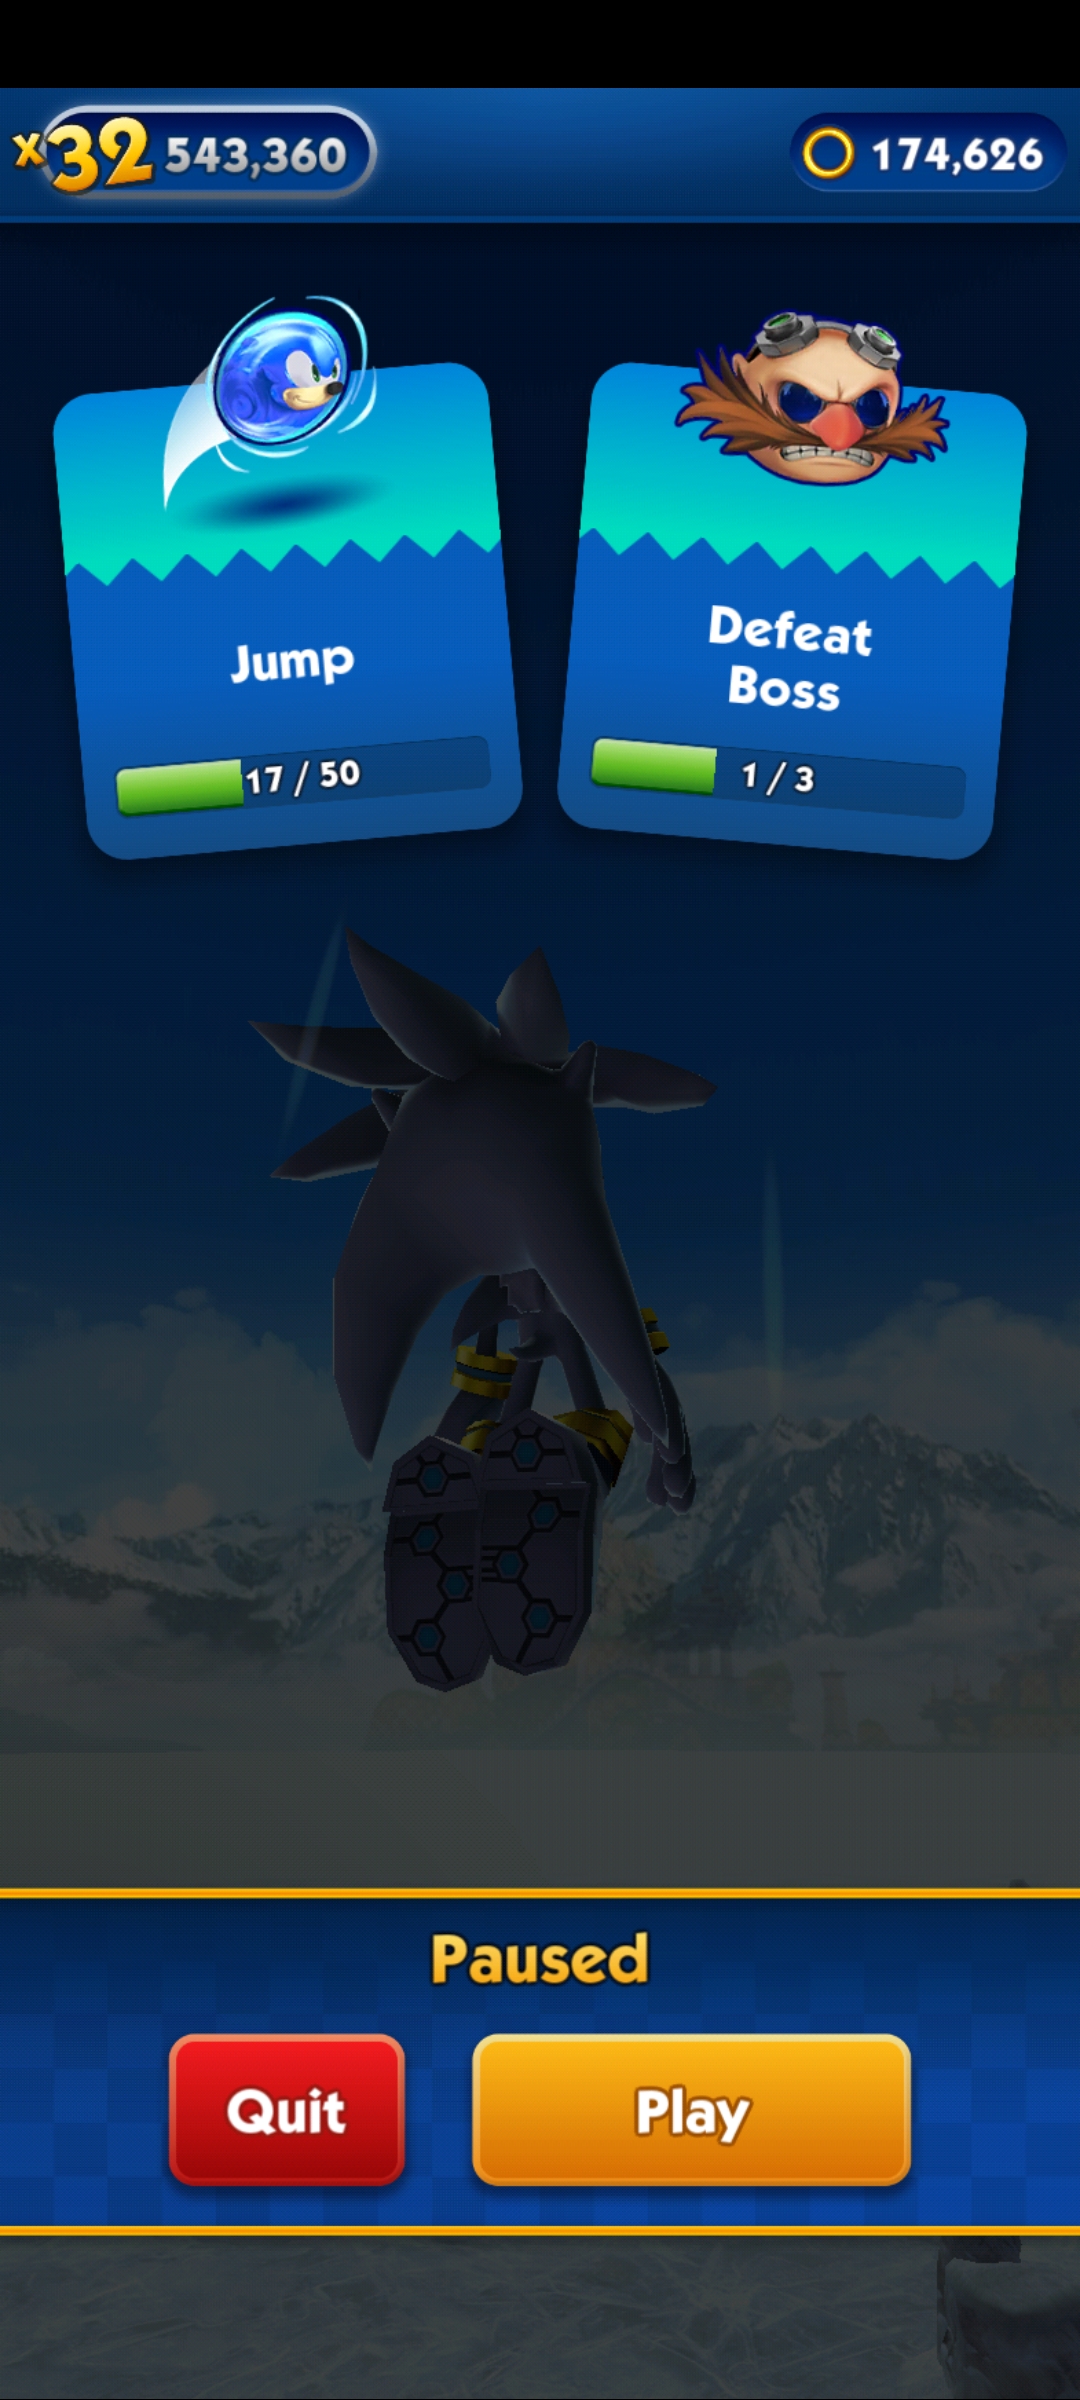 x32 543,360
174,626
Jump
17 / 50
Defeat
Boss
1 / 3
Paused
Quit
Play